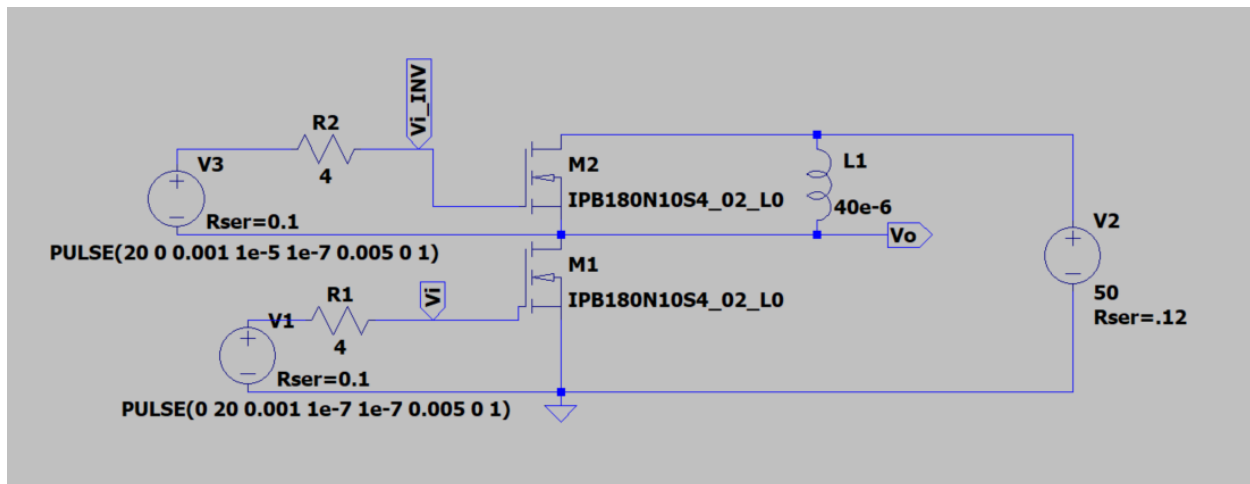 Vi_INV
R2
4
V3
Rser=0.1
PULSE(20 0 0.001 1e-5 1e-7 0.005 0 1)
M2
IPB180N10S4_02_L0
L1
40e-6
Vo
V2
50
Rser=.12
M1
IPB180N10S4_02_L0
R1
4
Vi
V1
Rser=0.1
PULSE(0 20 0.001 1e-7 1e-7 0.005 0 1)